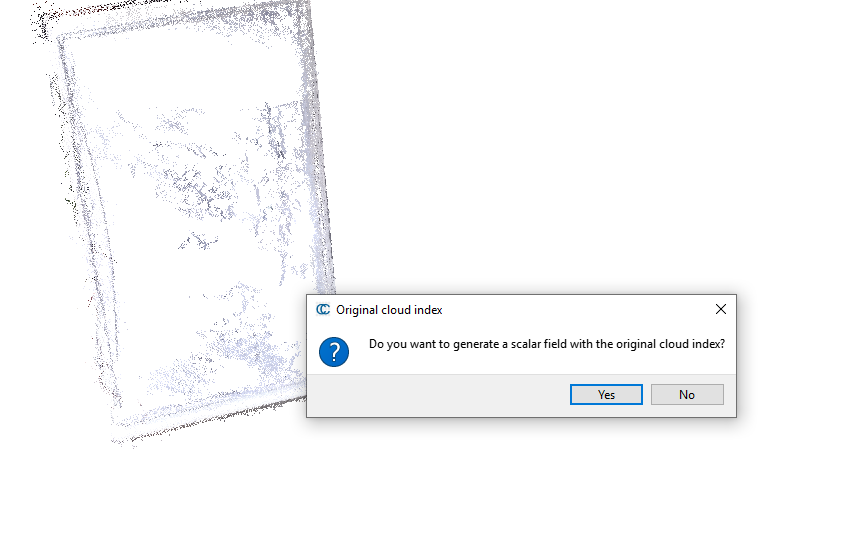 Original cloud index
Do you want to generate a scalar field with the original cloud index?
Yes
No